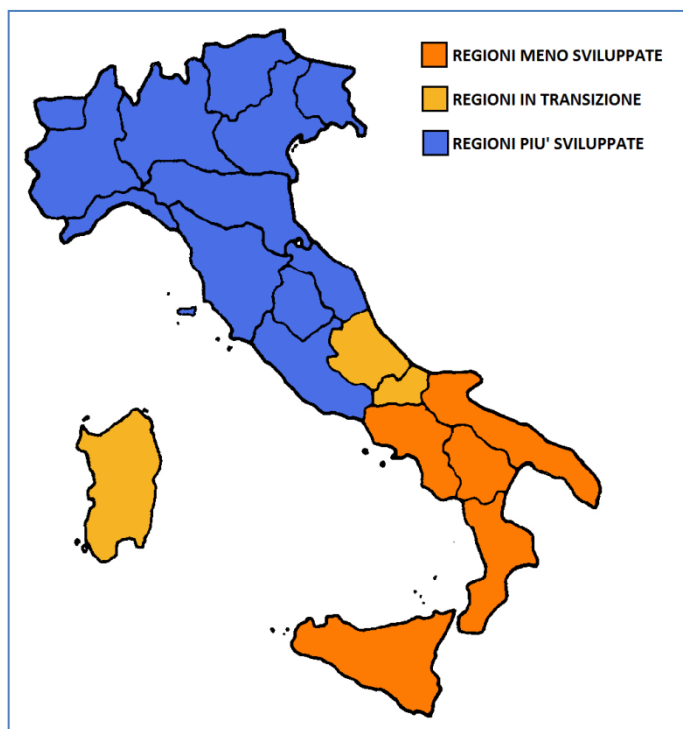 REGIONI MENO SVILUPPATE
REGIONI IN TRANSIZIONE
REGIONI PIU' SVILUPPATE